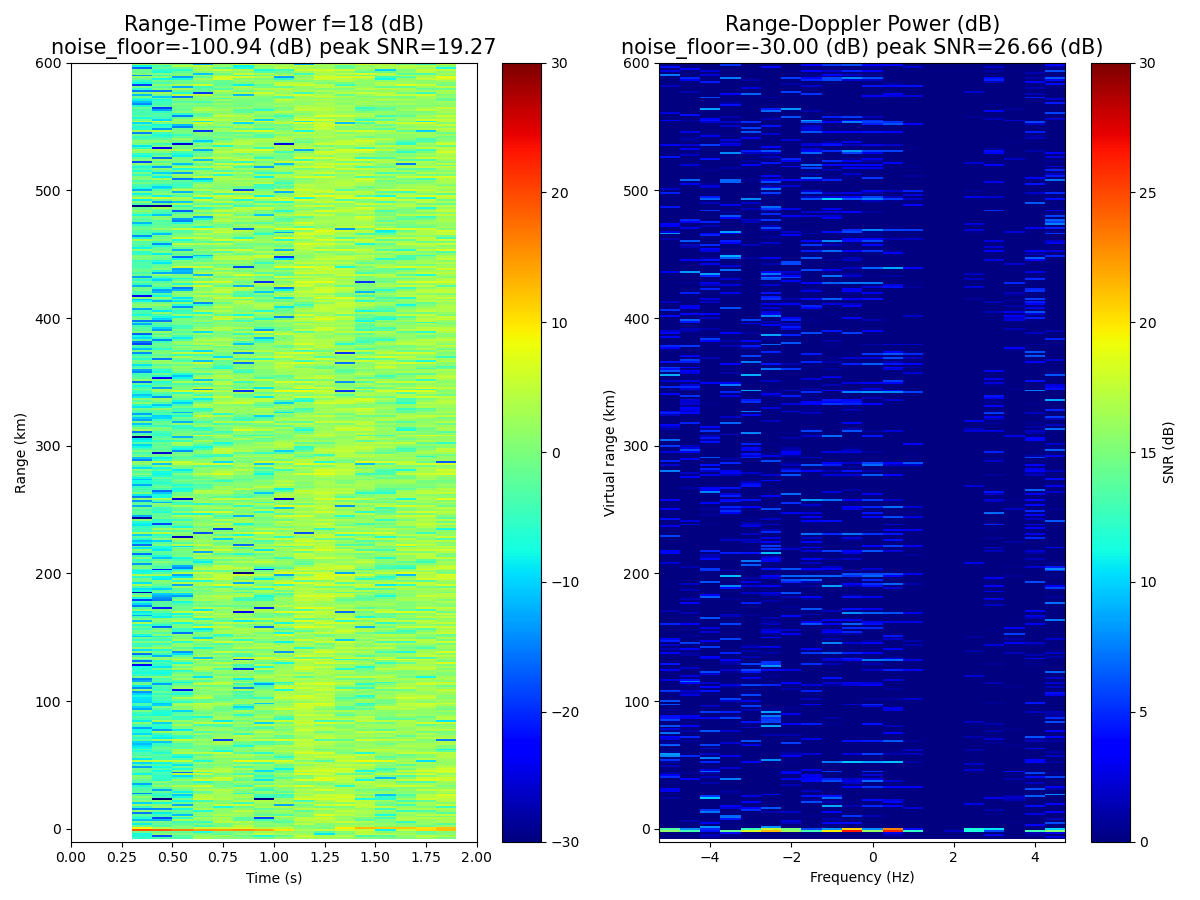 Range-Time Power f=18 (dB)
noise_floor=-100.94 (dB) peak SNR=19.27
Range-Doppler Power (dB)
noise_floor=-30.00 (dB) peak SNR=26.66 (dB)
600
500
400
300
200
100
0
Range (km)
0.00 0.25 0.50 0.75 1.00 1.25 1.50 1.75 2.00
Time (s)
30
20
10
0
−10
−20
−30
600
500
400
300
200
100
0
Virtual range (km)
−4 −2 0 2 4
Frequency (Hz)
30
25
20
15
10
5
0
SNR (dB)